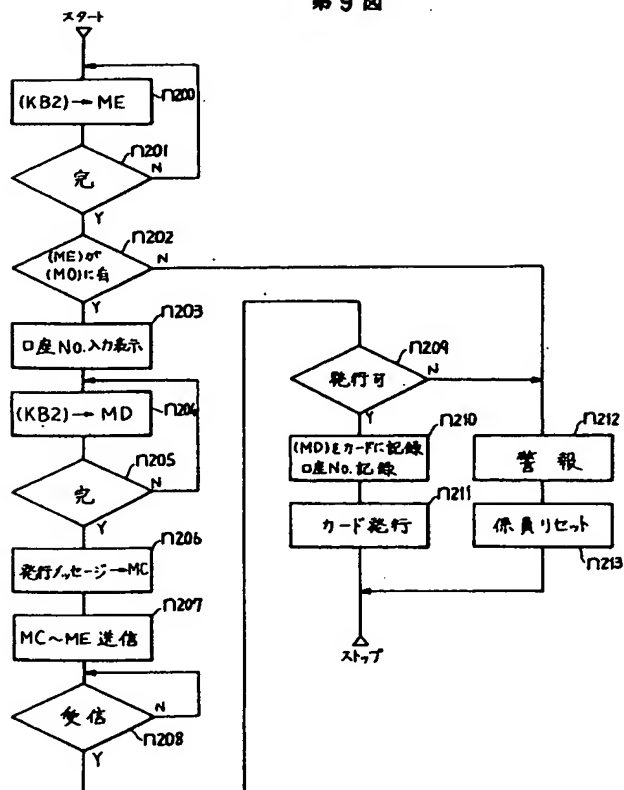 第9図
スタート
(KB2)→ME
n200
完
n201
N
Y
(ME)が
(MO)に有
n202
N
Y
口座No.入力表示
n203
(KB2)→MD
n204
完
n205
N
Y
発行メッセージ→MC
n206
MC~ME送信
n207
受信
n208
N
Y
発行可
n209
N
Y
(MD)をカードに記録
口座No.記録
n210
カード発行
n211
警報
n212
係員リセット
n213
ストップ